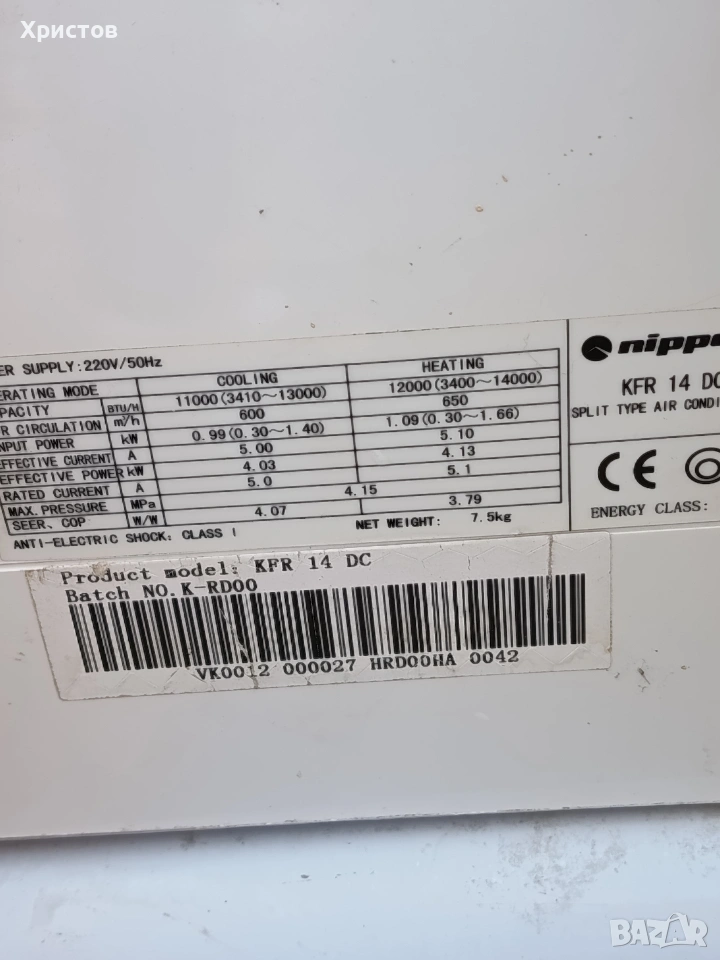 Христов
ER SUPPLY:220V/50Hz
ERATING MODE COOLING HEATING
APACITY BTU/H 11000(3410~13000) 12000(3400~14000)
R CIRCULATION m³/h 600 650
NPUT POWER kW 0.99(0.30~1.40) 1.09(0.30~1.66)
EFFECTIVE CURRENT A 5.00 5.10
EFFECTIVE POWER kW 4.03 4.13
RATED CURRENT A 5.0 5.1
MAX. PRESSURE MPa 4.15
SEER, COP W/W 4.07 3.79
ANTI-ELECTRIC SHOCK: CLASS I NET WEIGHT: 7.5kg
nipp
KFR 14 DC
SPLIT TYPE AIR CONDI
CE
ENERGY CLASS:
Product model: KFR 14 DC
Batch NO.K-RD00
VK0012 000027 HRD00HA 0042
BAZAR